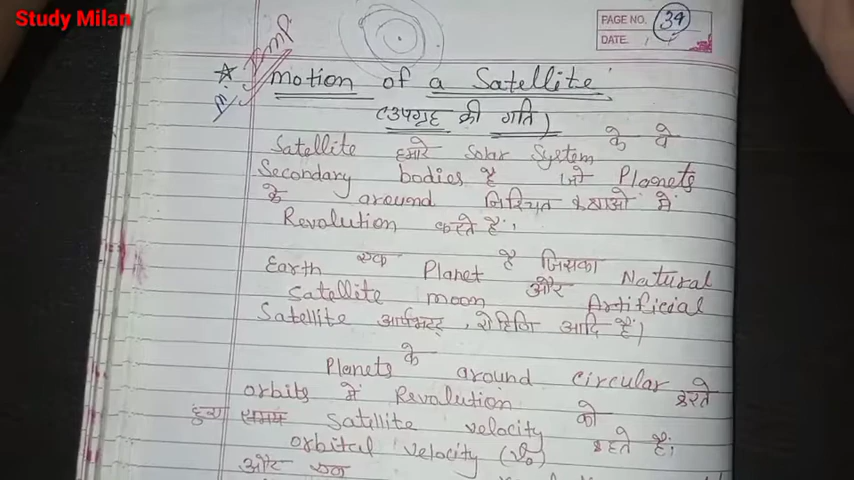 Study Milan
PAGE NO. 34
DATE
Imp
Motion of a Satellite
(उपग्रह की गति)
Satellite हमारे Solar System के वे
Secondary bodies है जो Planets
के around निश्चित कक्षाओ में
Revolution करते हैं।
Earth एक Planet है जिसका Natural
Satellite moon और Artificial
Satellite आर्यभट्ट, रोहिणि आदि हैं।
Planets के around circular
orbits में Revolution करते
हुए Satellite velocity को
orbital velocity (v₀) कहते हैं;
और